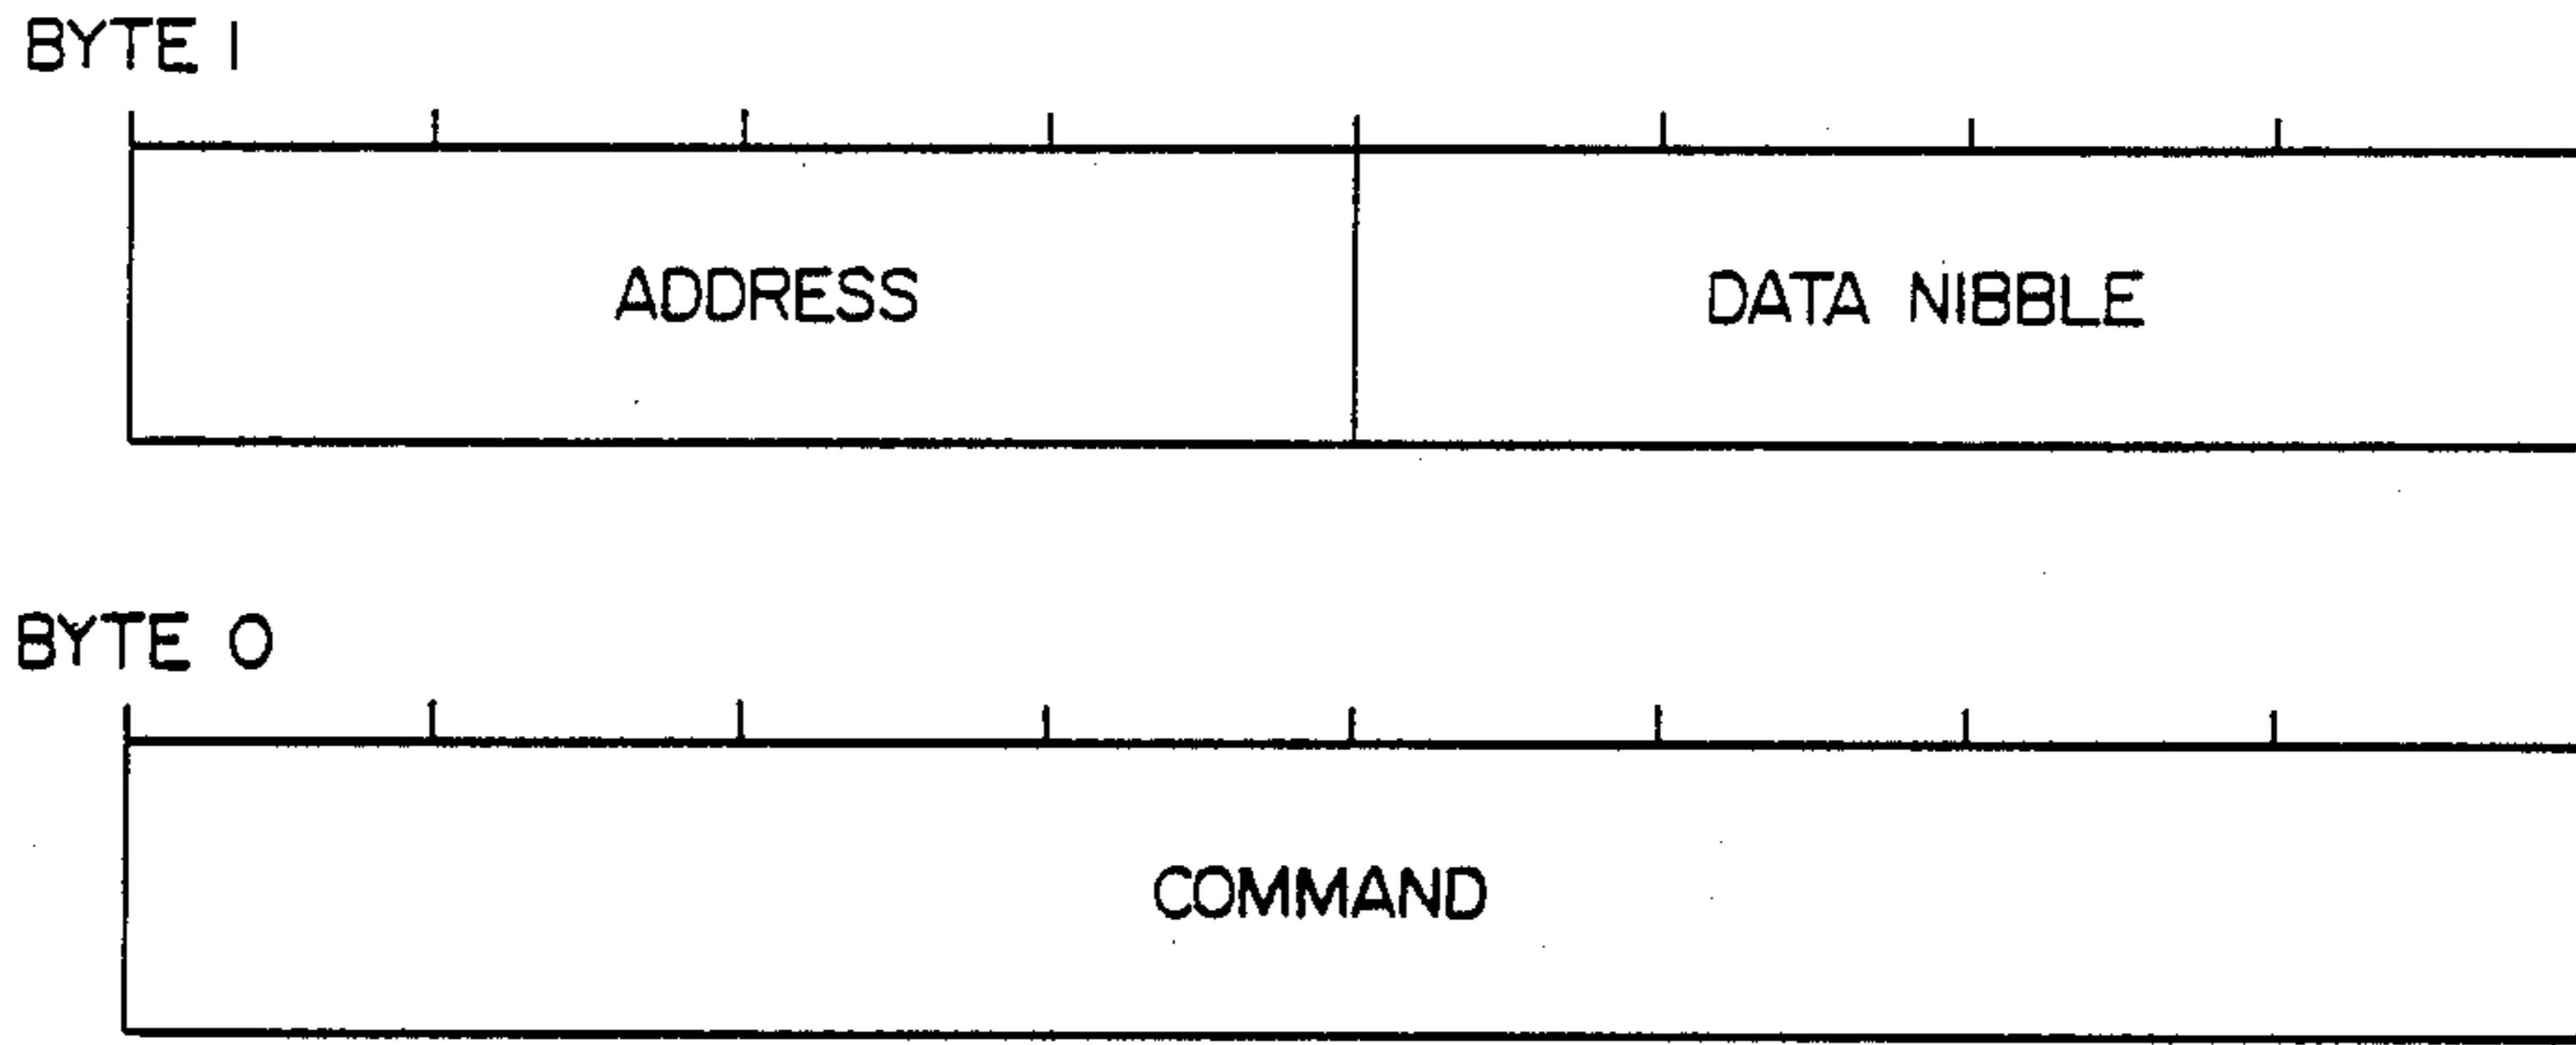 BYTE 1
ADDRESS DATA NIBBLE
BYTE 0
COMMAND